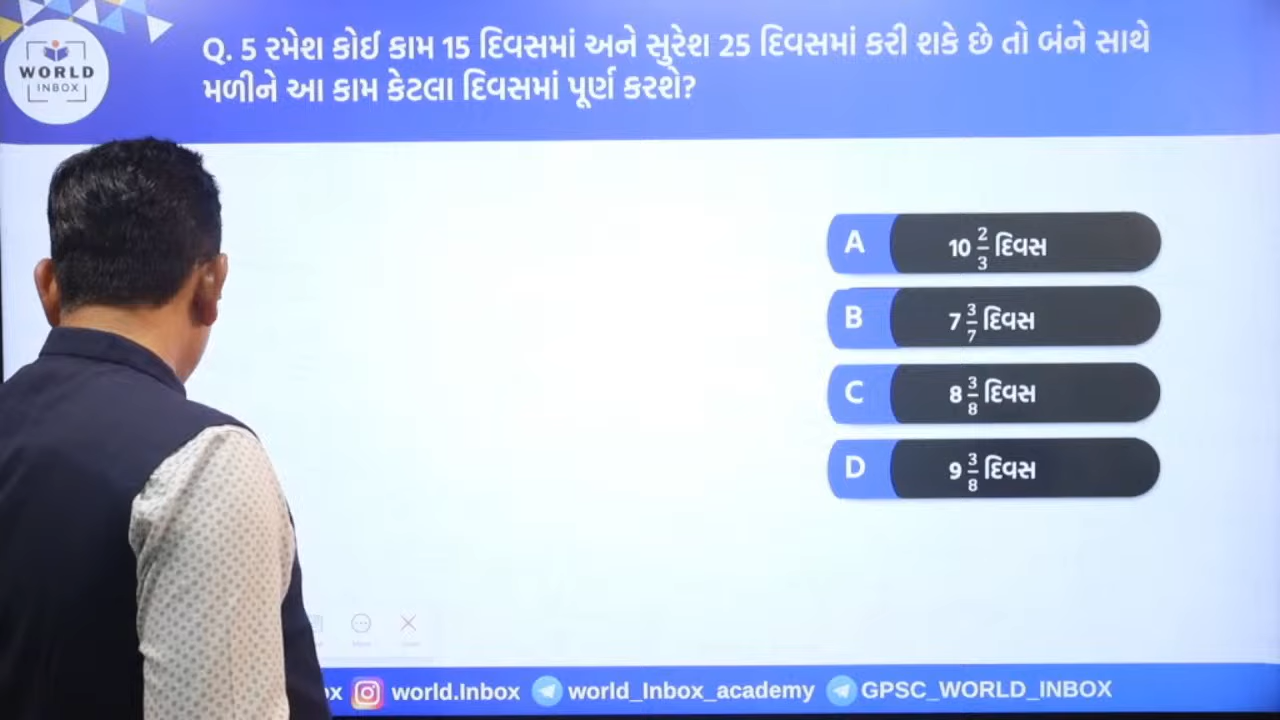 WORLD
INBOX
Q. 5 રમેશ કોઈ કામ 15 દિવસમાં અને સુરેશ 25 દિવસમાં કરી શકે છે તો બંને સાથે
મળીને આ કામ કેટલા દિવસમાં પૂર્ણ કરશે?
A 10 2/3 દિવસ
B 7 3/7 દિવસ
C 8 3/8 દિવસ
D 9 3/8 દિવસ
world.Inbox world_Inbox_academy GPSC_WORLD_INBOX